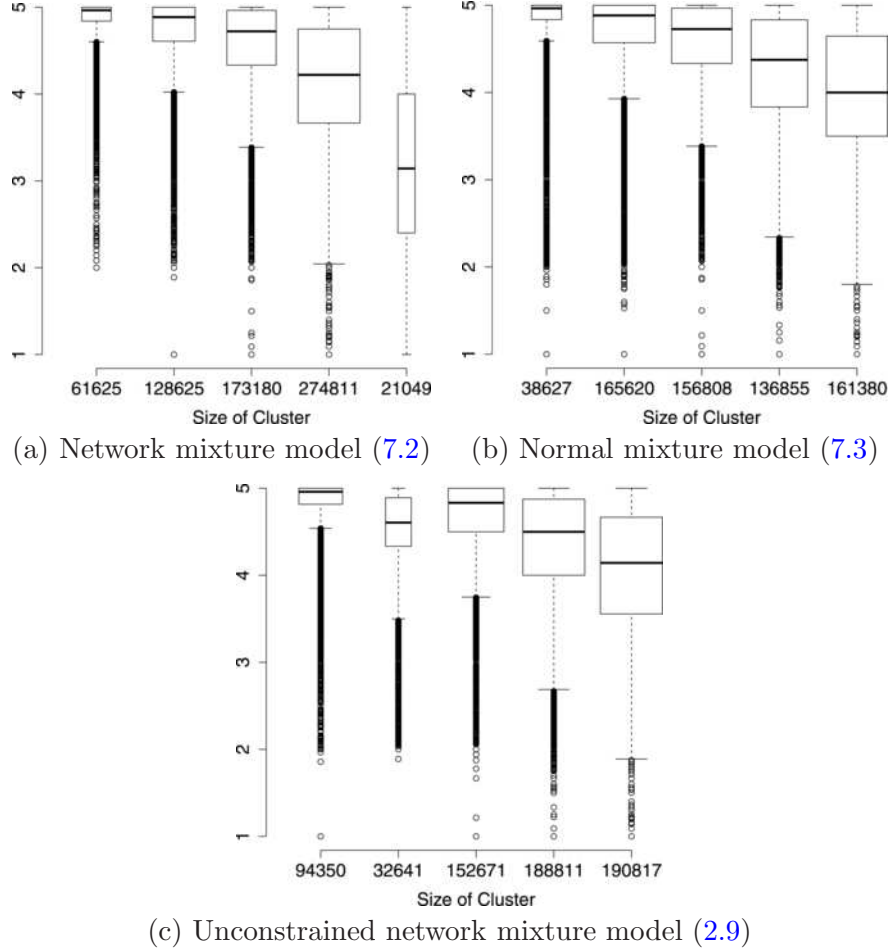 5
4
3
2
1
61625 128625 173180 274811 21049
Size of Cluster
(a) Network mixture model (7.2)
5
4
3
2
1
38627 165620 156808 136855 161380
Size of Cluster
(b) Normal mixture model (7.3)
5
4
3
2
1
94350 32641 152671 188811 190817
Size of Cluster
(c) Unconstrained network mixture model (2.9)